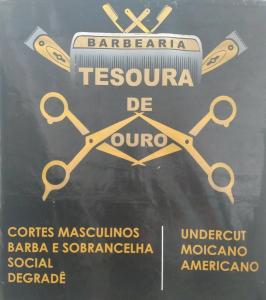 BARBEARIA
TESOURA
DE
OURO
CORTES MASCULINOS
BARBA E SOBRANCELHA
SOCIAL
DEGRADÊ
UNDERCUT
MOICANO
AMERICANO